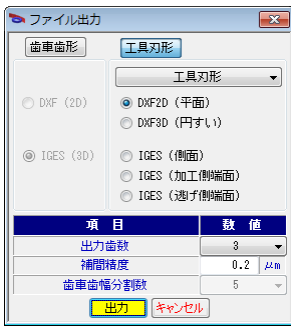 ファイル出力
歯車歯形 工具刃形
工具刃形
DXF (2D) DXF2D (平面)
DXF3D (円すい)
IGES (3D) IGES (側面)
IGES (加工側端面)
IGES (逃げ側端面)
項 目 数 値
出力歯数 3
補間精度 0.2 μm
歯車歯幅分割数 5
出力 キャンセル